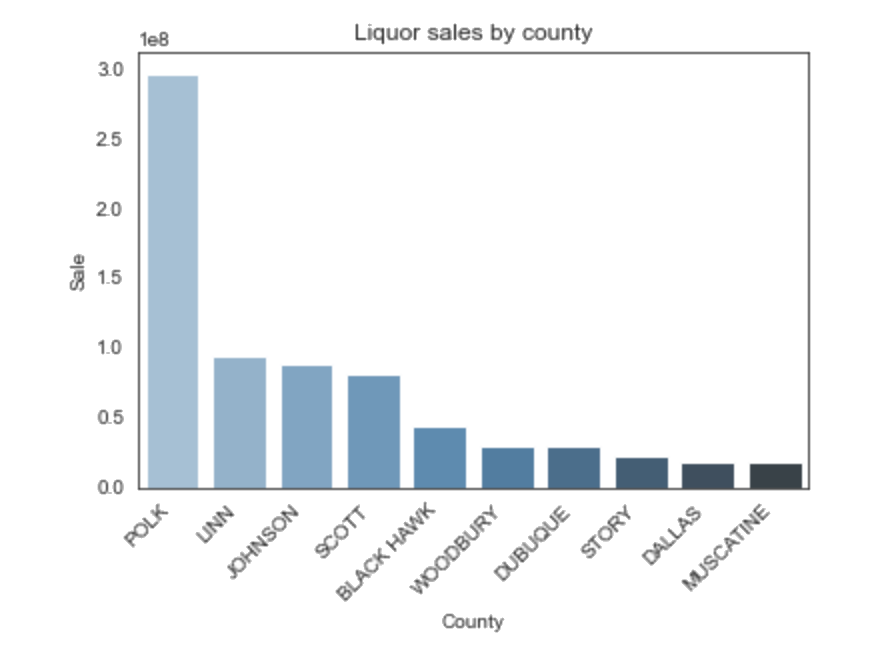 Liquor sales by county
1e8
3.0
2.5
2.0
1.5
1.0
0.5
0.0
Sale
POLK
LINN
JOHNSON
SCOTT
BLACK HAWK
WOODBURY
DUBUQUE
STORY
DALLAS
MUSCATINE
County